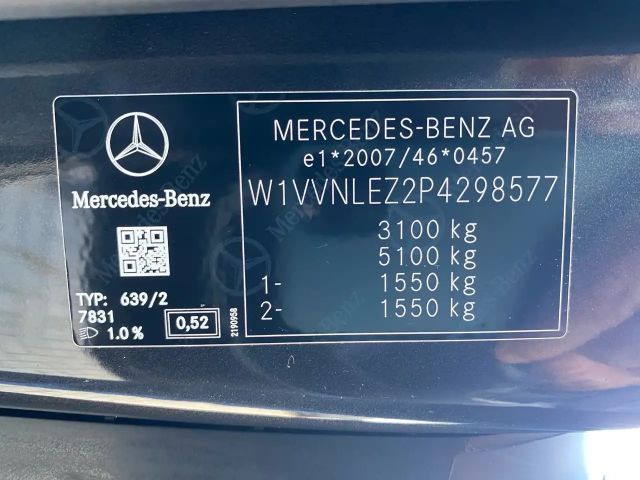 Mercedes-Benz
TYP: 639/2
7831
1.0 %
0,52
2190958
MERCEDES-BENZ AG
e1*2007/46*0457
W1VVNLEZ2P4298577
3100 kg
5100 kg
1- 1550 kg
2- 1550 kg